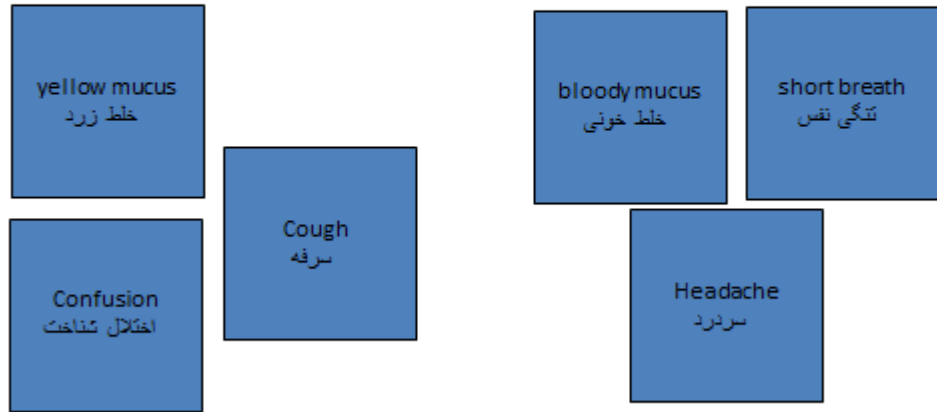 yellow mucus
خلط زرد
Cough
سرفه
Confusion
اختلال شناخت
bloody mucus
خلط خونی
short breath
تنگی نفس
Headache
سردرد